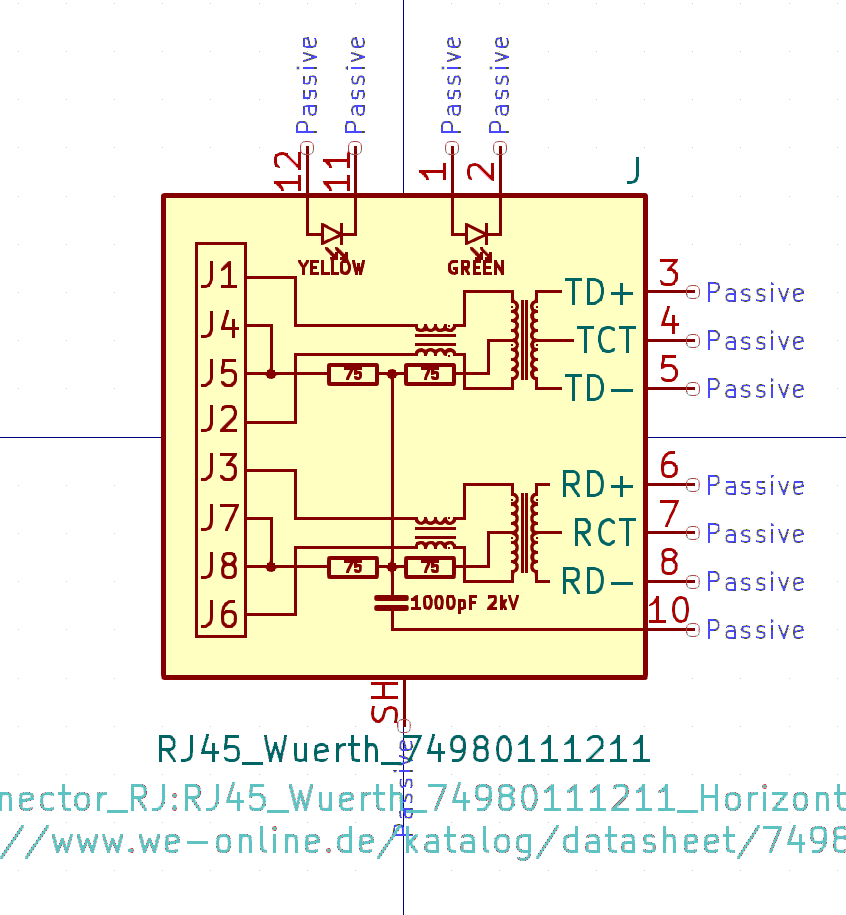 Passive Passive Passive Passive
12 11 1 2
J
YELLOW GREEN
J1
TD+ 3 Passive
J4
TCT 4 Passive
J5 75 75
TD- 5 Passive
J2
J3
RD+ 6 Passive
J7
RCT 7 Passive
J8 75 75
RD- 8 Passive
J6
1000pF 2kV
10 Passive
SH
Passive
RJ45_Wuerth_74980111211
nector_RJ:RJ45_Wuerth_74980111211_Horizont
//www.we-online.de/katalog/datasheet/7498